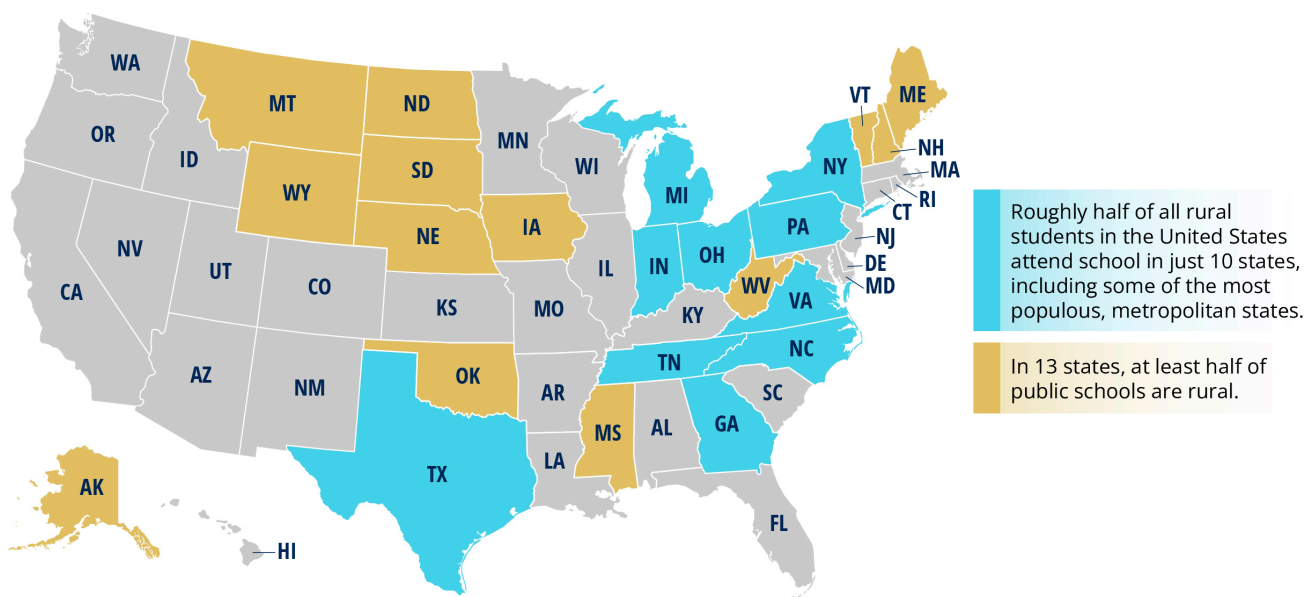 WA
OR
CA
NV
ID
MT
WY
UT
AZ
CO
NM
ND
SD
NE
KS
OK
TX
MN
IA
MO
AR
LA
WI
IL
MI
IN
OH
KY
TN
MS
AL
GA
FL
SC
NC
VA
WV
PA
NY
VT
ME
NH
MA
RI
CT
NJ
DE
MD
AK
HI
Roughly half of all rural
students in the United States
attend school in just 10 states,
including some of the most
populous, metropolitan states.
In 13 states, at least half of
public schools are rural.